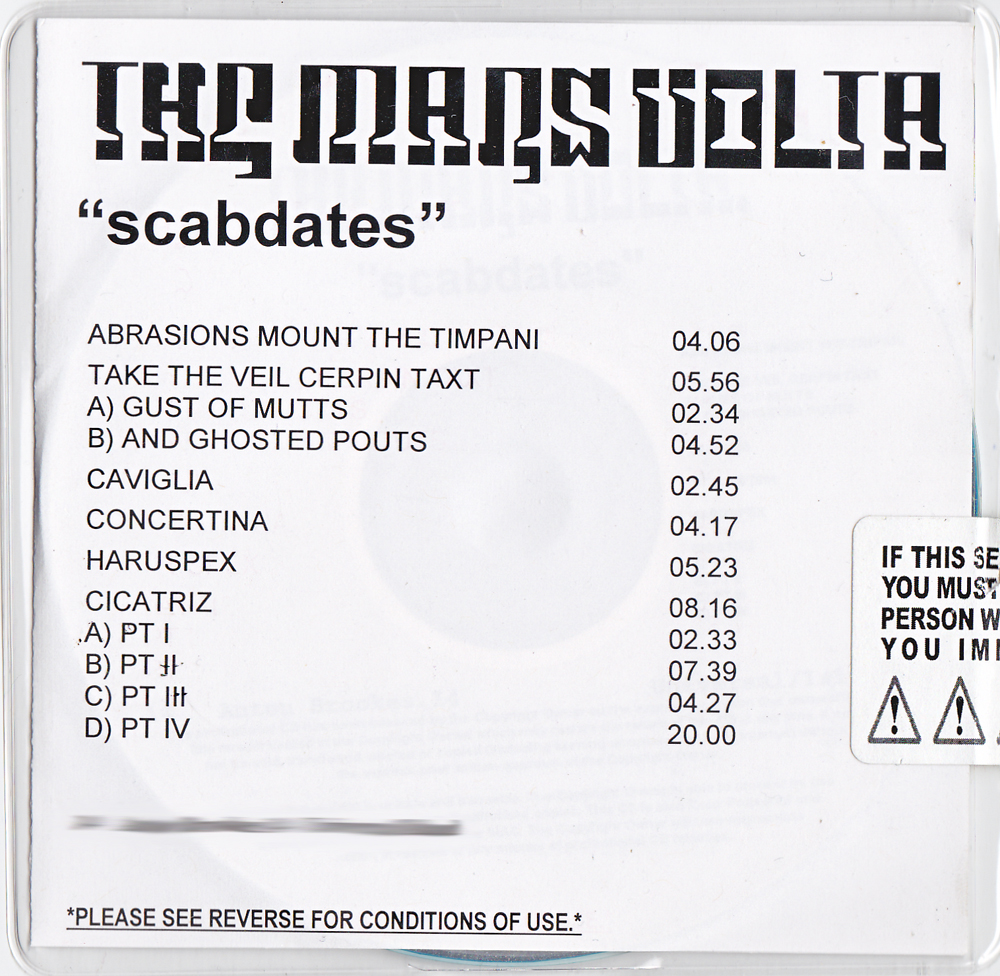 THE MARS VOLTA
“scabdates”
ABRASIONS MOUNT THE TIMPANI 04.06
TAKE THE VEIL CERPIN TAXT 05.56
A) GUST OF MUTTS 02.34
B) AND GHOSTED POUTS 04.52
CAVIGLIA 02.45
CONCERTINA 04.17
HARUSPEX 05.23
CICATRIZ 08.16
A) PT I 02.33
B) PT II 07.39
C) PT III 04.27
D) PT IV 20.00
IF THIS SE
YOU MUST
PERSON W
YOU IMM
*PLEASE SEE REVERSE FOR CONDITIONS OF USE.*